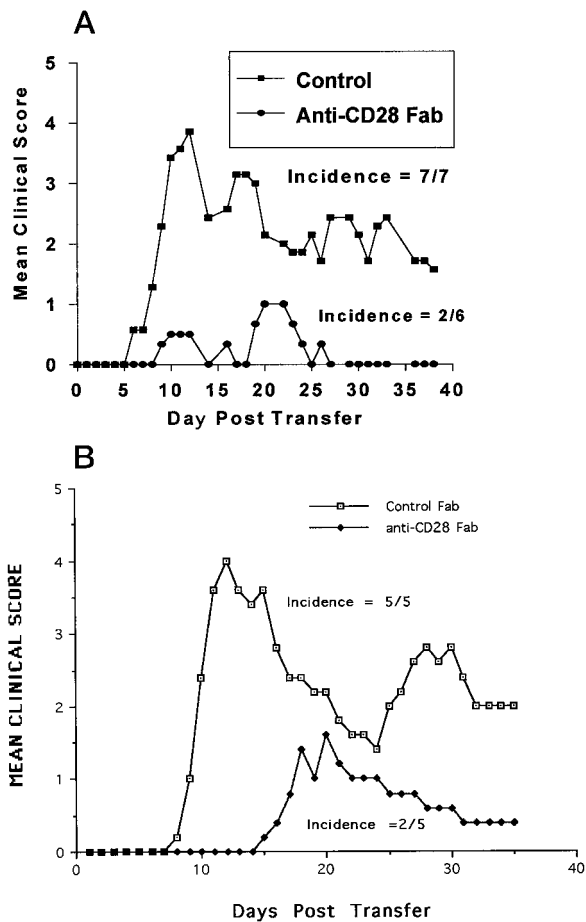 A
5
4
3
2
1
0
Mean Clinical Score
Control
Anti-CD28 Fab
Incidence = 7/7
Incidence = 2/6
0 5 10 15 20 25 30 35 40
Day Post Transfer
B
5
4
3
2
1
0
MEAN CLINICAL SCORE
Control Fab
anti-CD28 Fab
Incidence = 5/5
Incidence =2/5
0 10 20 30 40
Days Post Transfer